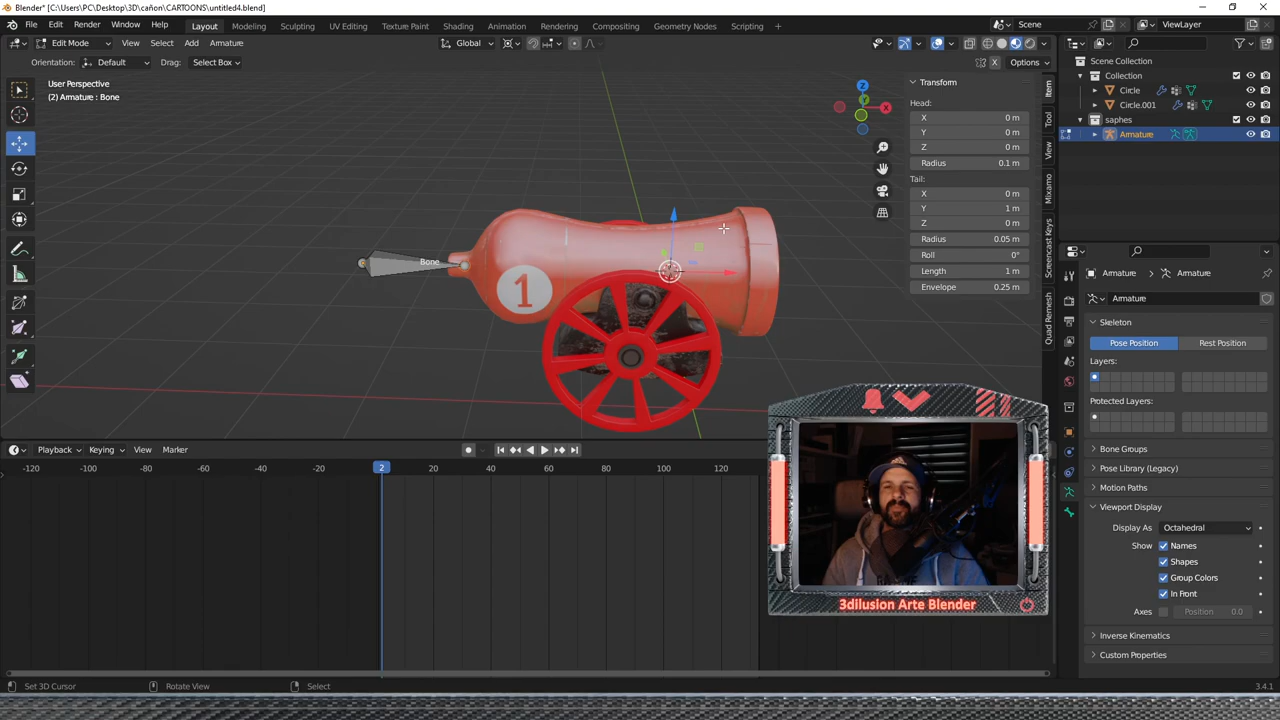 Blender* [C:\Users\PC\Desktop\3D\cañon\CARTOONS\untitled4.blend]
File Edit Render Window Help Layout Modeling Sculpting UV Editing Texture Paint Shading Animation Rendering Compositing Geometry Nodes Scripting + Scene ViewLayer
Edit Mode View Select Add Armature Global
Orientation: Default Drag: Select Box X Options
User Perspective
(2) Armature : Bone
Z
Y
X
Bone
1
Transform
Head:
X 0 m
Y 0 m
Z 0 m
Radius 0.1 m
Tail:
X 0 m
Y 1 m
Z 0 m
Radius 0.05 m
Roll 0°
Length 1 m
Envelope 0.25 m
Item
Tool
View
Mixamo
Screencast Keys
Quad Remesh
Scene Collection
Collection
Circle
Circle.001
saphes
Armature
Armature Armature
Armature
Skeleton
Pose Position Rest Position
Layers:
Protected Layers:
Bone Groups
Pose Library (Legacy)
Motion Paths
Viewport Display
Display As Octahedral
Show Names
Shapes
Group Colors
In Front
Axes Position 0.0
Inverse Kinematics
Custom Properties
Playback Keying View Marker
-120 -100 -80 -60 -40 -20 2 20 40 60 80 100 120
3dilusion Arte Blender
Set 3D Cursor Rotate View Select 3.4.1